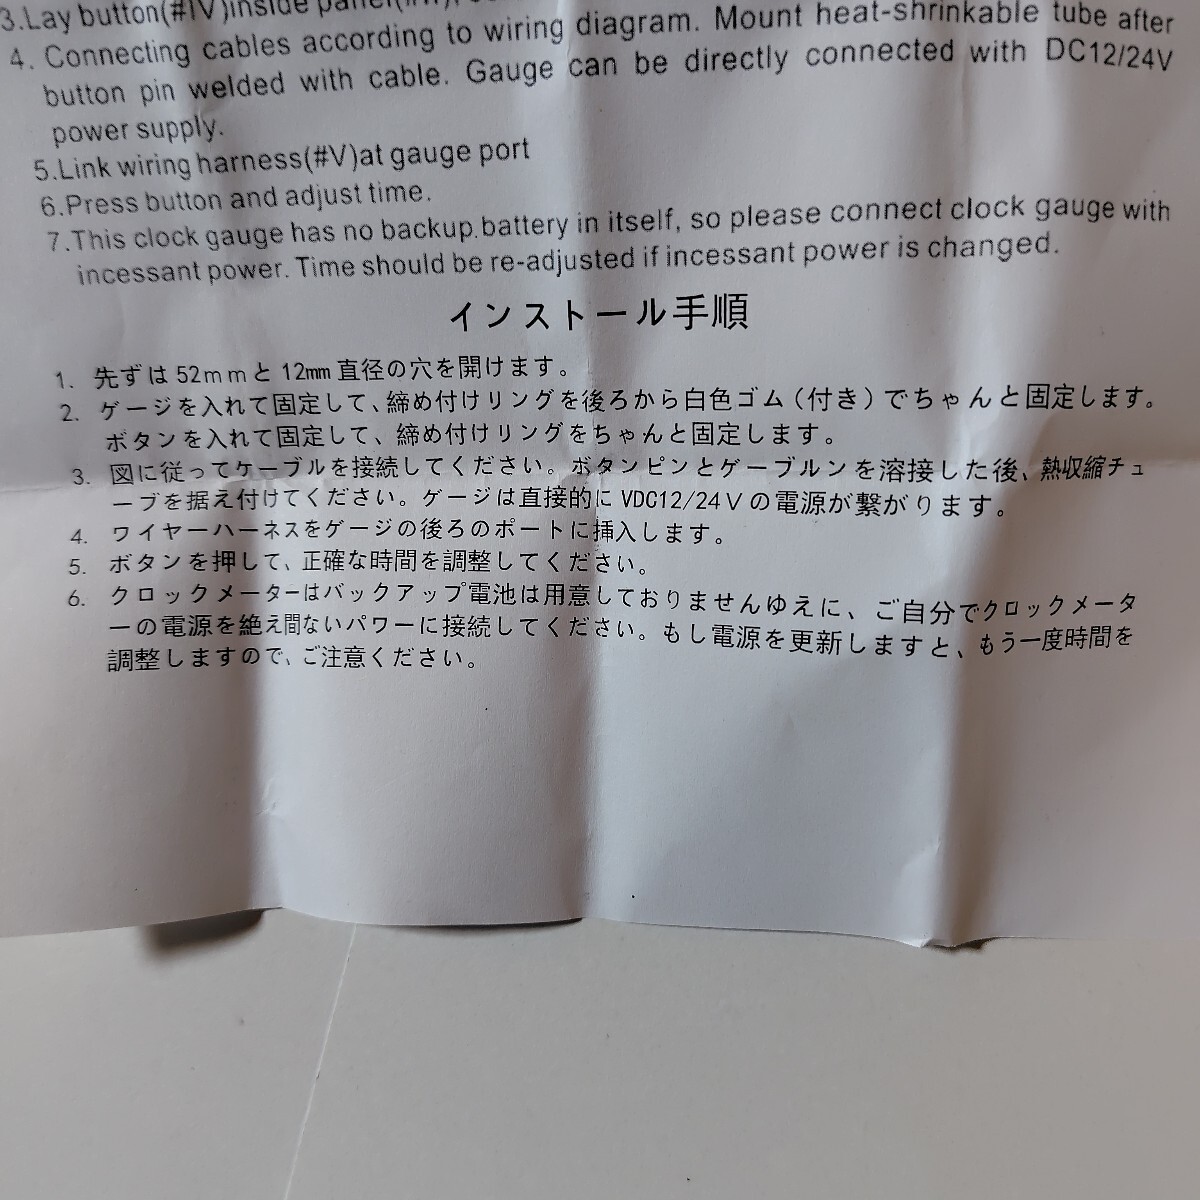 3.Lay button(#IV)inside
4. Connecting cables according to wiring diagram. Mount heat-shrinkable tube after
button pin welded with cable. Gauge can be directly connected with DC12/24V
power supply.
5.Link wiring harness(#V)at gauge port
6.Press button and adjust time.
7.This clock gauge has no backup battery in itself, so please connect clock gauge with
incessant power. Time should be re-adjusted if incessant power is changed.
インストール手順
1. 先ずは52mmと12㎜直径の穴を開けます。
2. ゲージを入れて固定して、締め付けリングを後ろから白色ゴム(付き)でちゃんと固定します。
ボタンを入れて固定して、締め付けリングをちゃんと固定します。
3. 図に従ってケーブルを接続してください。ボタンピンとゲーブルンを溶接した後、熱収縮チュ
ーブを据え付けてください。ゲージは直接的にVDC12/24Vの電源が繋がります。
4. ワイヤーハーネスをゲージの後ろのポートに挿入します。
5. ボタンを押して、正確な時間を調整してください。
6. クロックメーターはバックアップ電池は用意しておりませんゆえに、ご自分でクロックメータ
ーの電源を絶え間ないパワーに接続してください。もし電源を更新しますと、もう一度時間を
調整しますので、ご注意ください。